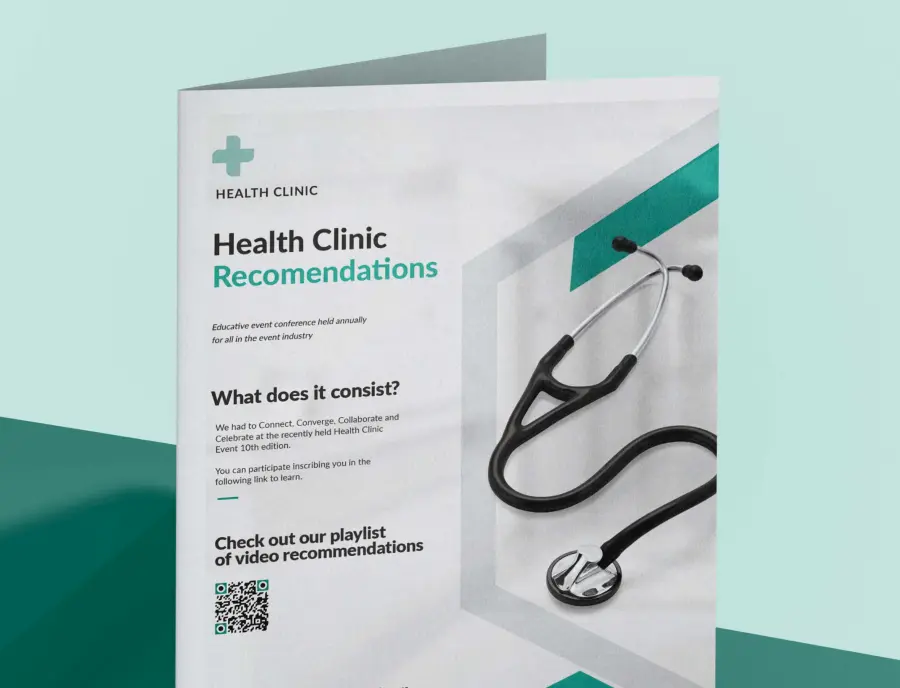 HEALTH CLINIC
Health Clinic
Recomendations
Educative event conference held annually
for all in the event industry
What does it consist?
We had to Connect, Converge, Collaborate and
Celebrate at the recently held Health Clinic
Event 10th edition.
You can participate inscribing you in the
following link to learn.
Check out our playlist
of video recommendations